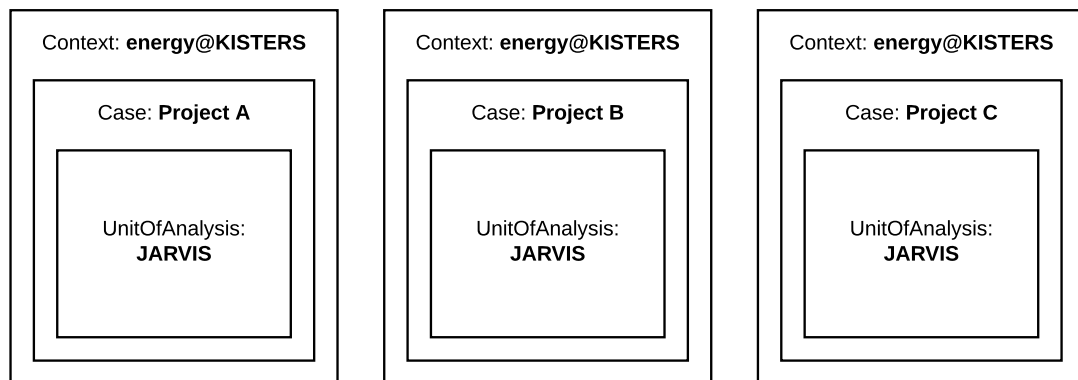 Context: energy@KISTERS
Case: Project A
UnitOfAnalysis:
JARVIS
Context: energy@KISTERS
Case: Project B
UnitOfAnalysis:
JARVIS
Context: energy@KISTERS
Case: Project C
UnitOfAnalysis:
JARVIS